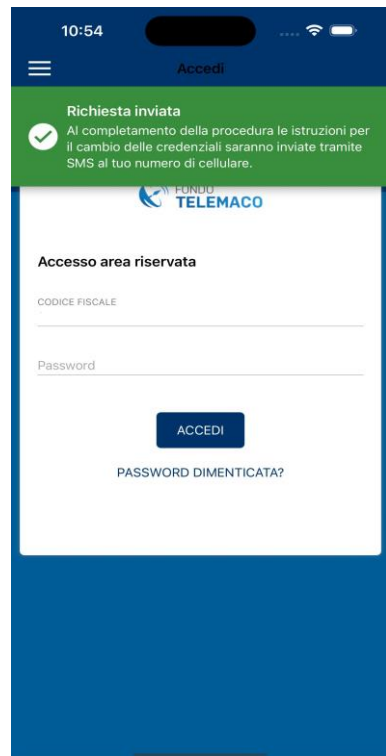 10:54
Accedi
Richiesta inviata
Al completamento della procedura le istruzioni per
il cambio delle credenziali saranno inviate tramite
SMS al tuo numero di cellulare.
FONDO
TELEMACO
Accesso area riservata
CODICE FISCALE
Password
ACCEDI
PASSWORD DIMENTICATA?